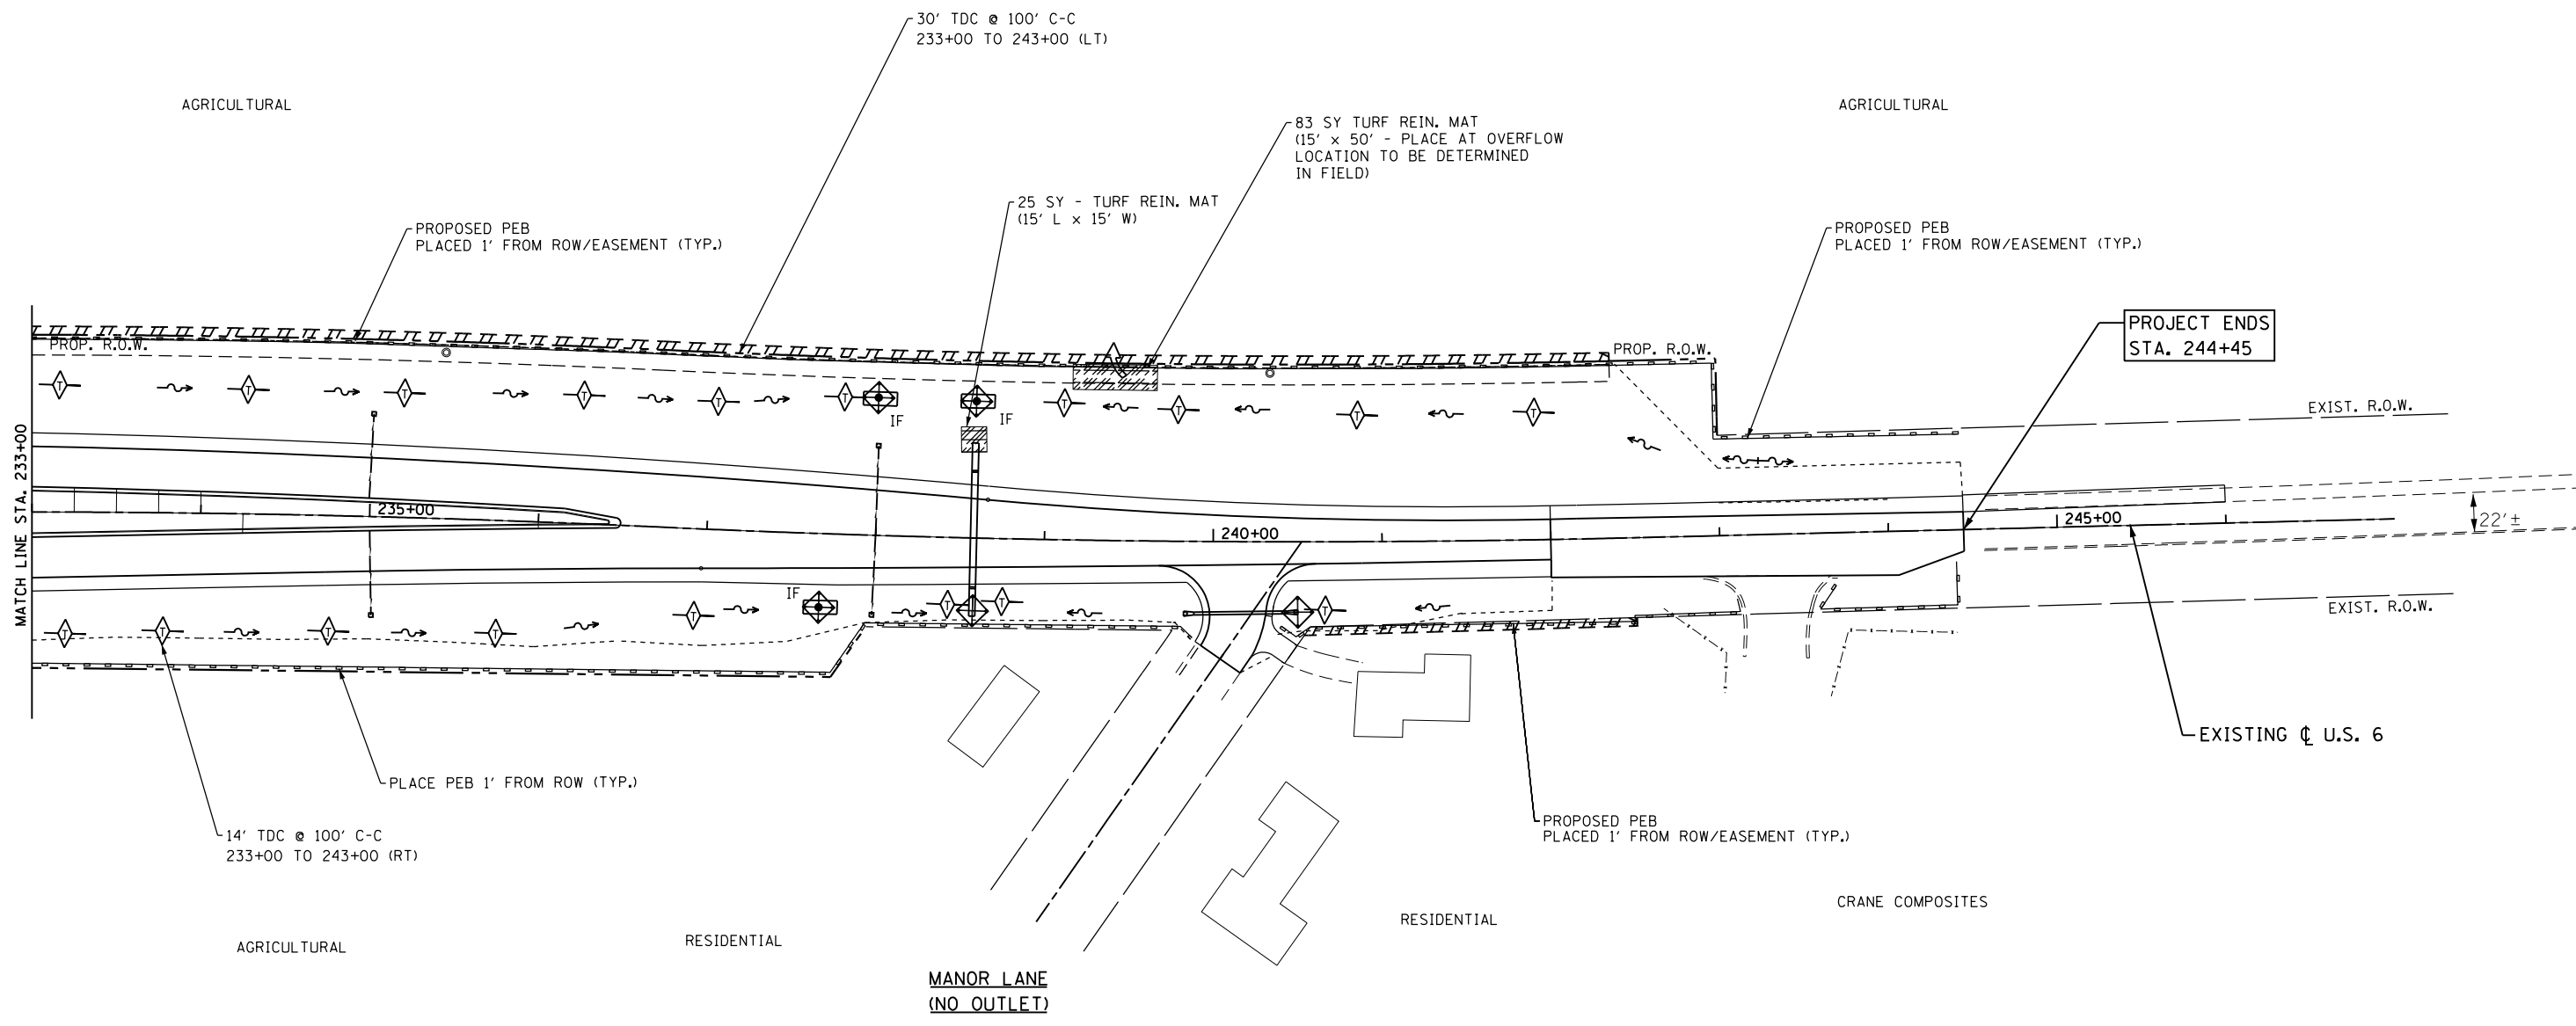 30' TDC @ 100' C-C
233+00 TO 243+00 (LT)
AGRICULTURAL
AGRICULTURAL
83 SY TURF REIN. MAT
(15' x 50' - PLACE AT OVERFLOW
LOCATION TO BE DETERMINED
IN FIELD)
25 SY - TURF REIN. MAT
(15' L x 15' W)
PROPOSED PEB
PLACED 1' FROM ROW/EASEMENT (TYP.)
PROPOSED PEB
PLACED 1' FROM ROW/EASEMENT (TYP.)
PROJECT ENDS
STA. 244+45
PROP. R.O.W.
PROP. R.O.W.
T
T
T
T
T
T
T
T
T
T
IF
IF
EXIST. R.O.W.
MATCH LINE STA. 233+00
235+00
240+00
245+00
22'±
IF
T
T
T
T
T
T
T
T
EXIST. R.O.W.
EXISTING ℄ U.S. 6
PLACE PEB 1' FROM ROW (TYP.)
14' TDC @ 100' C-C
233+00 TO 243+00 (RT)
PROPOSED PEB
PLACED 1' FROM ROW/EASEMENT (TYP.)
CRANE COMPOSITES
RESIDENTIAL
RESIDENTIAL
AGRICULTURAL
MANOR LANE
(NO OUTLET)